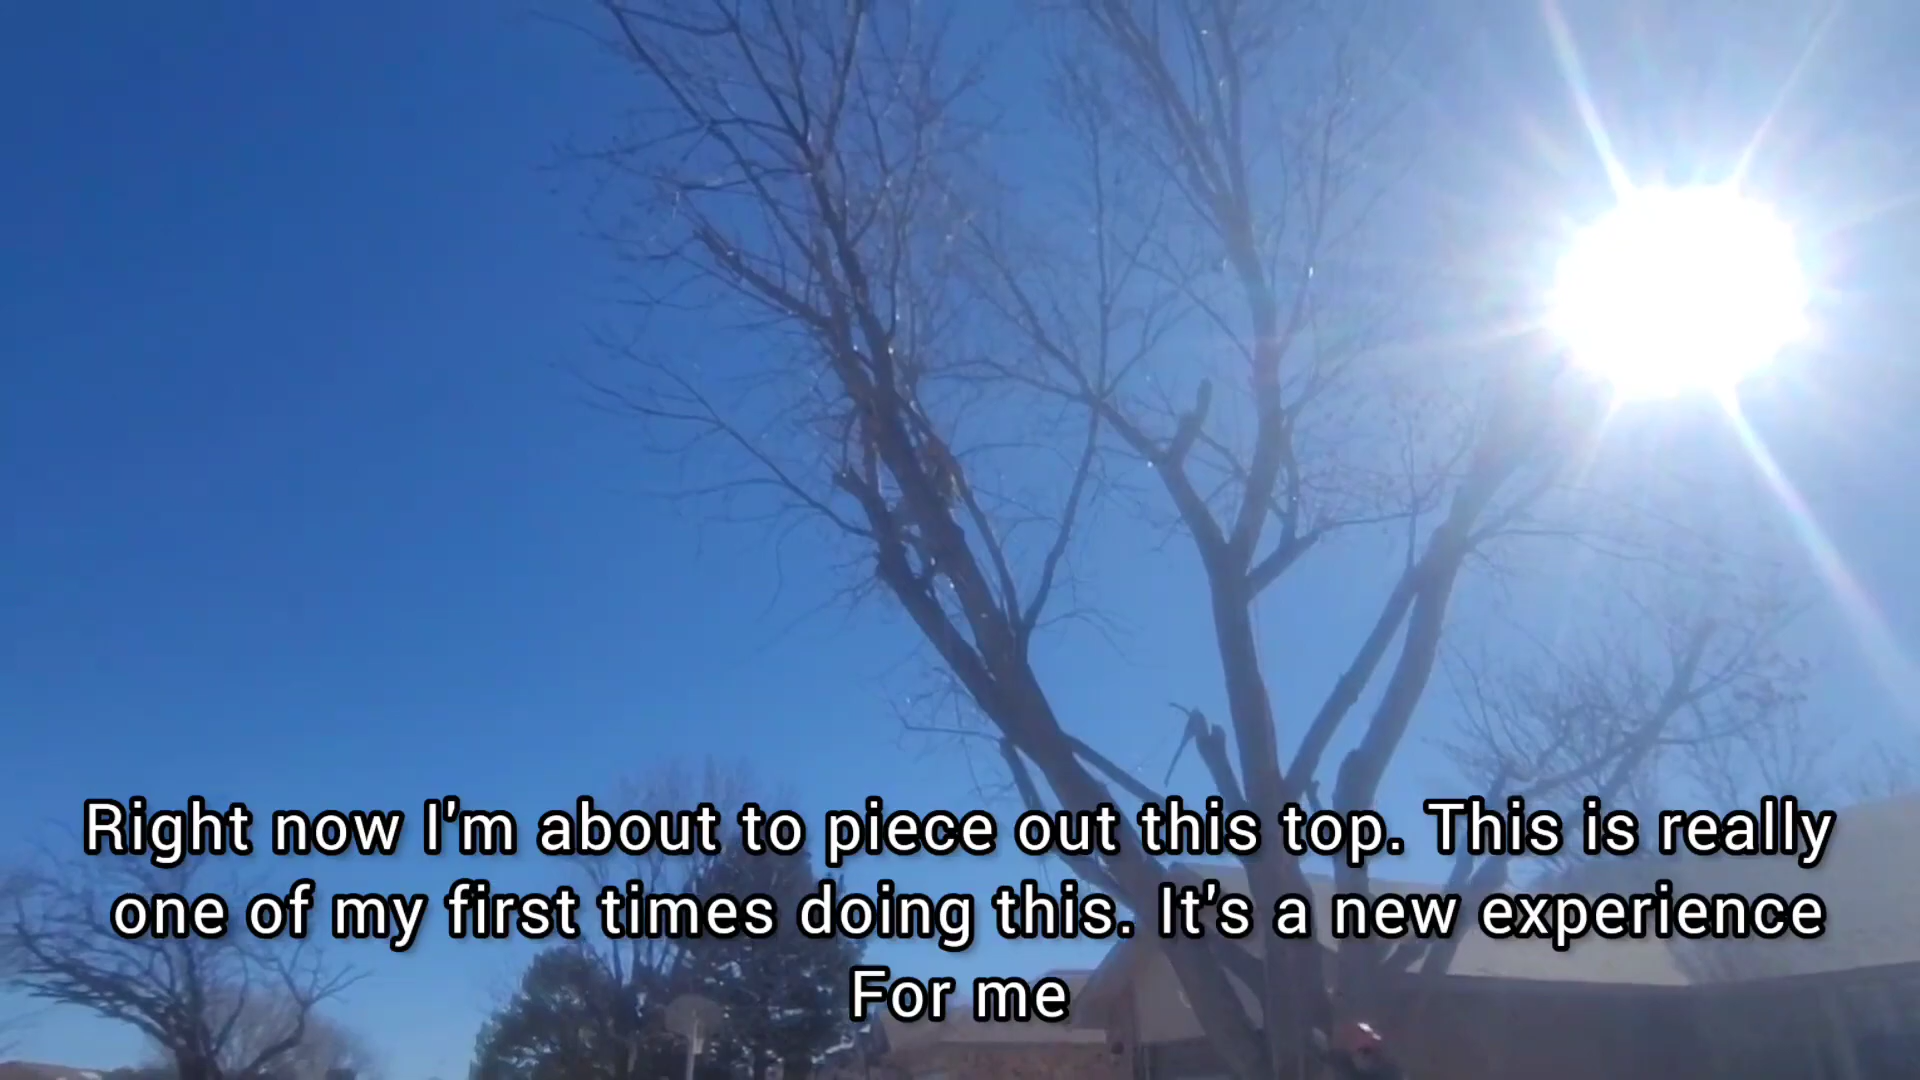 Right now I'm about to piece out this top. This is really
one of my first times doing this. It's a new experience
For me